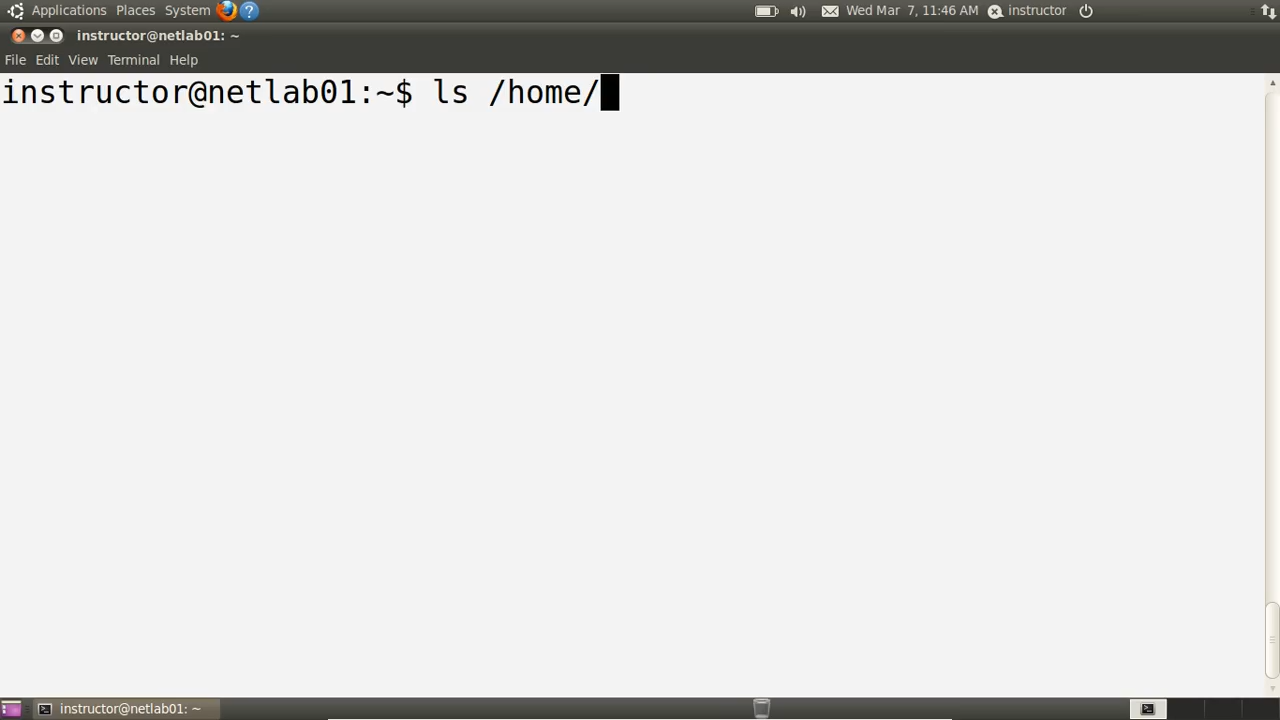 Applications Places System Wed Mar 7, 11:46 AM instructor
instructor@netlab01: ~
File Edit View Terminal Help
instructor@netlab01:~$ ls /home/
instructor@netlab01: ~